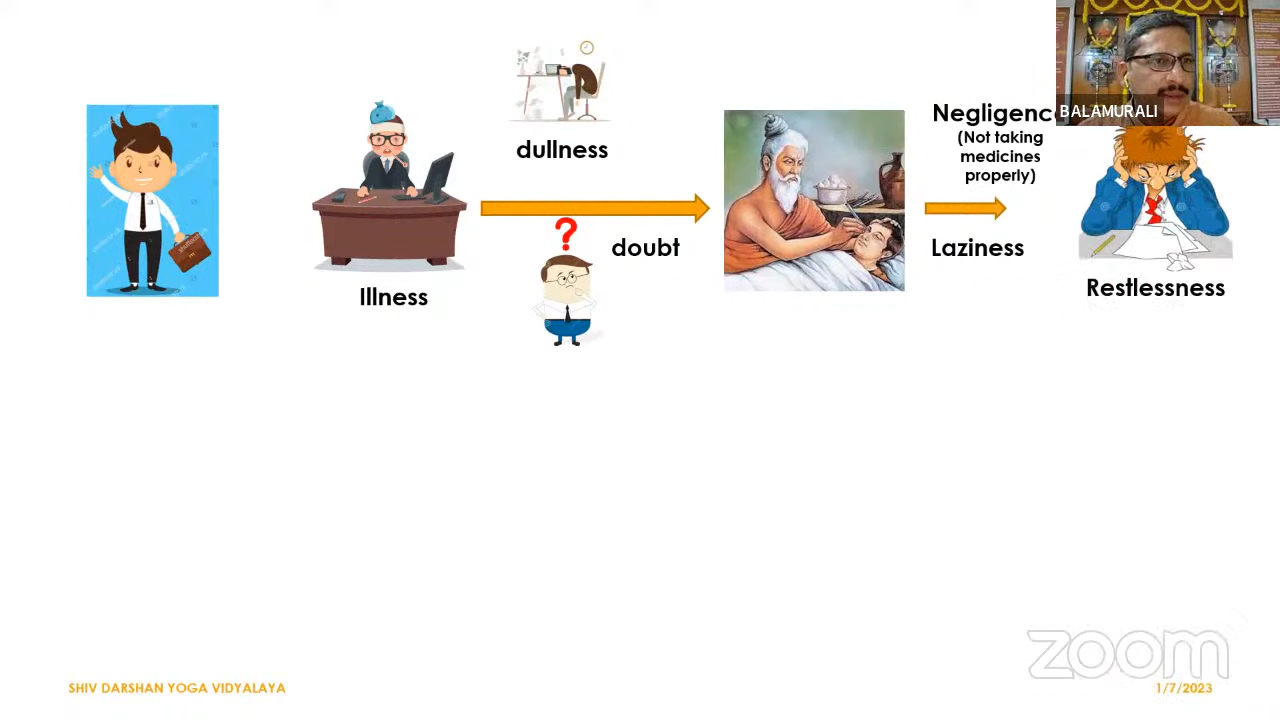 dullness
?
doubt
Illness
Negligenc
(Not taking
medicines
properly)
Laziness
BALAMURALI
Restlessness
zoom
SHIV DARSHAN YOGA VIDYALAYA
1/7/2023